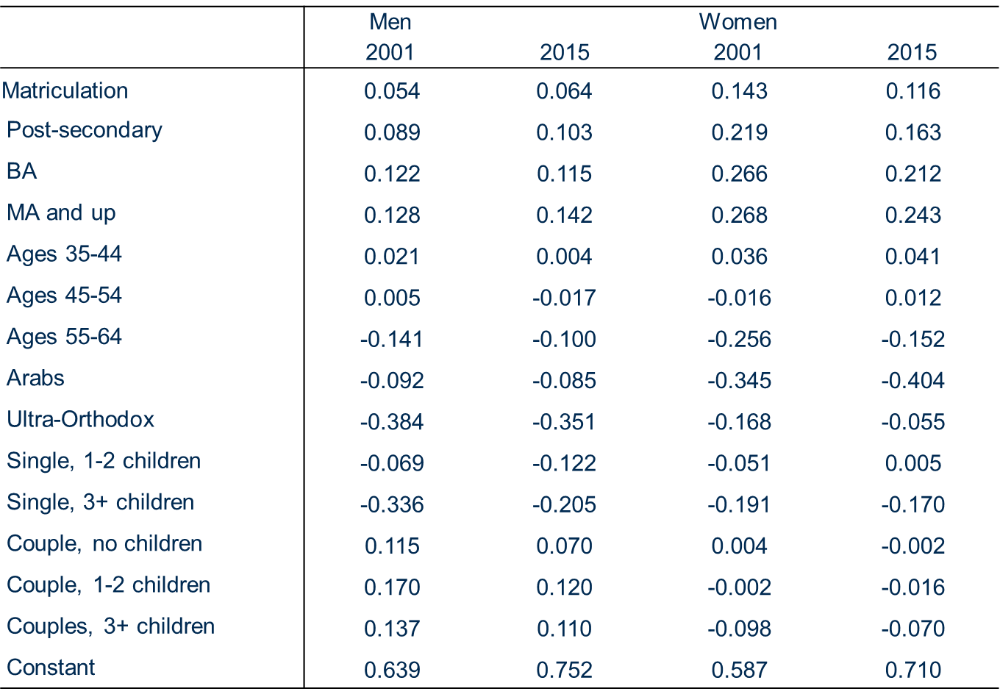 Men Women
2001 2015 2001 2015
Matriculation 0.054 0.064 0.143 0.116
Post-secondary 0.089 0.103 0.219 0.163
BA 0.122 0.115 0.266 0.212
MA and up 0.128 0.142 0.268 0.243
Ages 35-44 0.021 0.004 0.036 0.041
Ages 45-54 0.005 -0.017 -0.016 0.012
Ages 55-64 -0.141 -0.100 -0.256 -0.152
Arabs -0.092 -0.085 -0.345 -0.404
Ultra-Orthodox -0.384 -0.351 -0.168 -0.055
Single, 1-2 children -0.069 -0.122 -0.051 0.005
Single, 3+ children -0.336 -0.205 -0.191 -0.170
Couple, no children 0.115 0.070 0.004 -0.002
Couple, 1-2 children 0.170 0.120 -0.002 -0.016
Couples, 3+ children 0.137 0.110 -0.098 -0.070
Constant 0.639 0.752 0.587 0.710